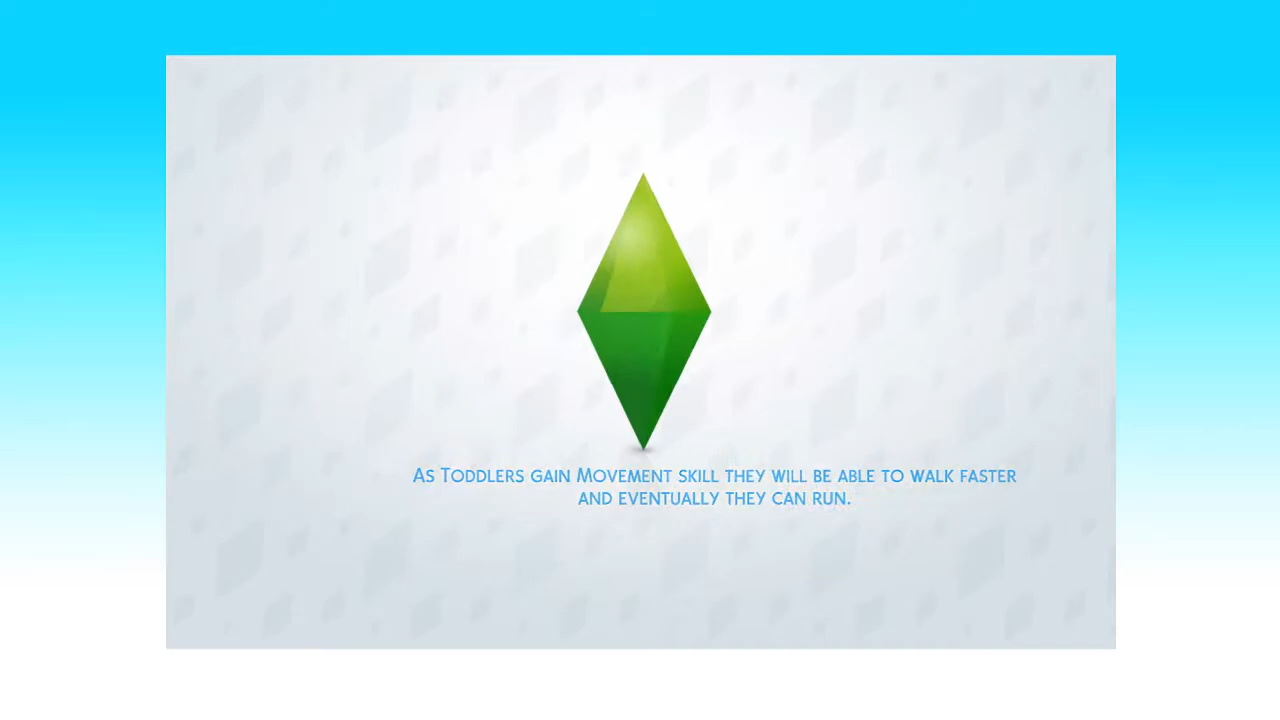 As Toddlers gain Movement skill they will be able to walk faster
and eventually they can run.